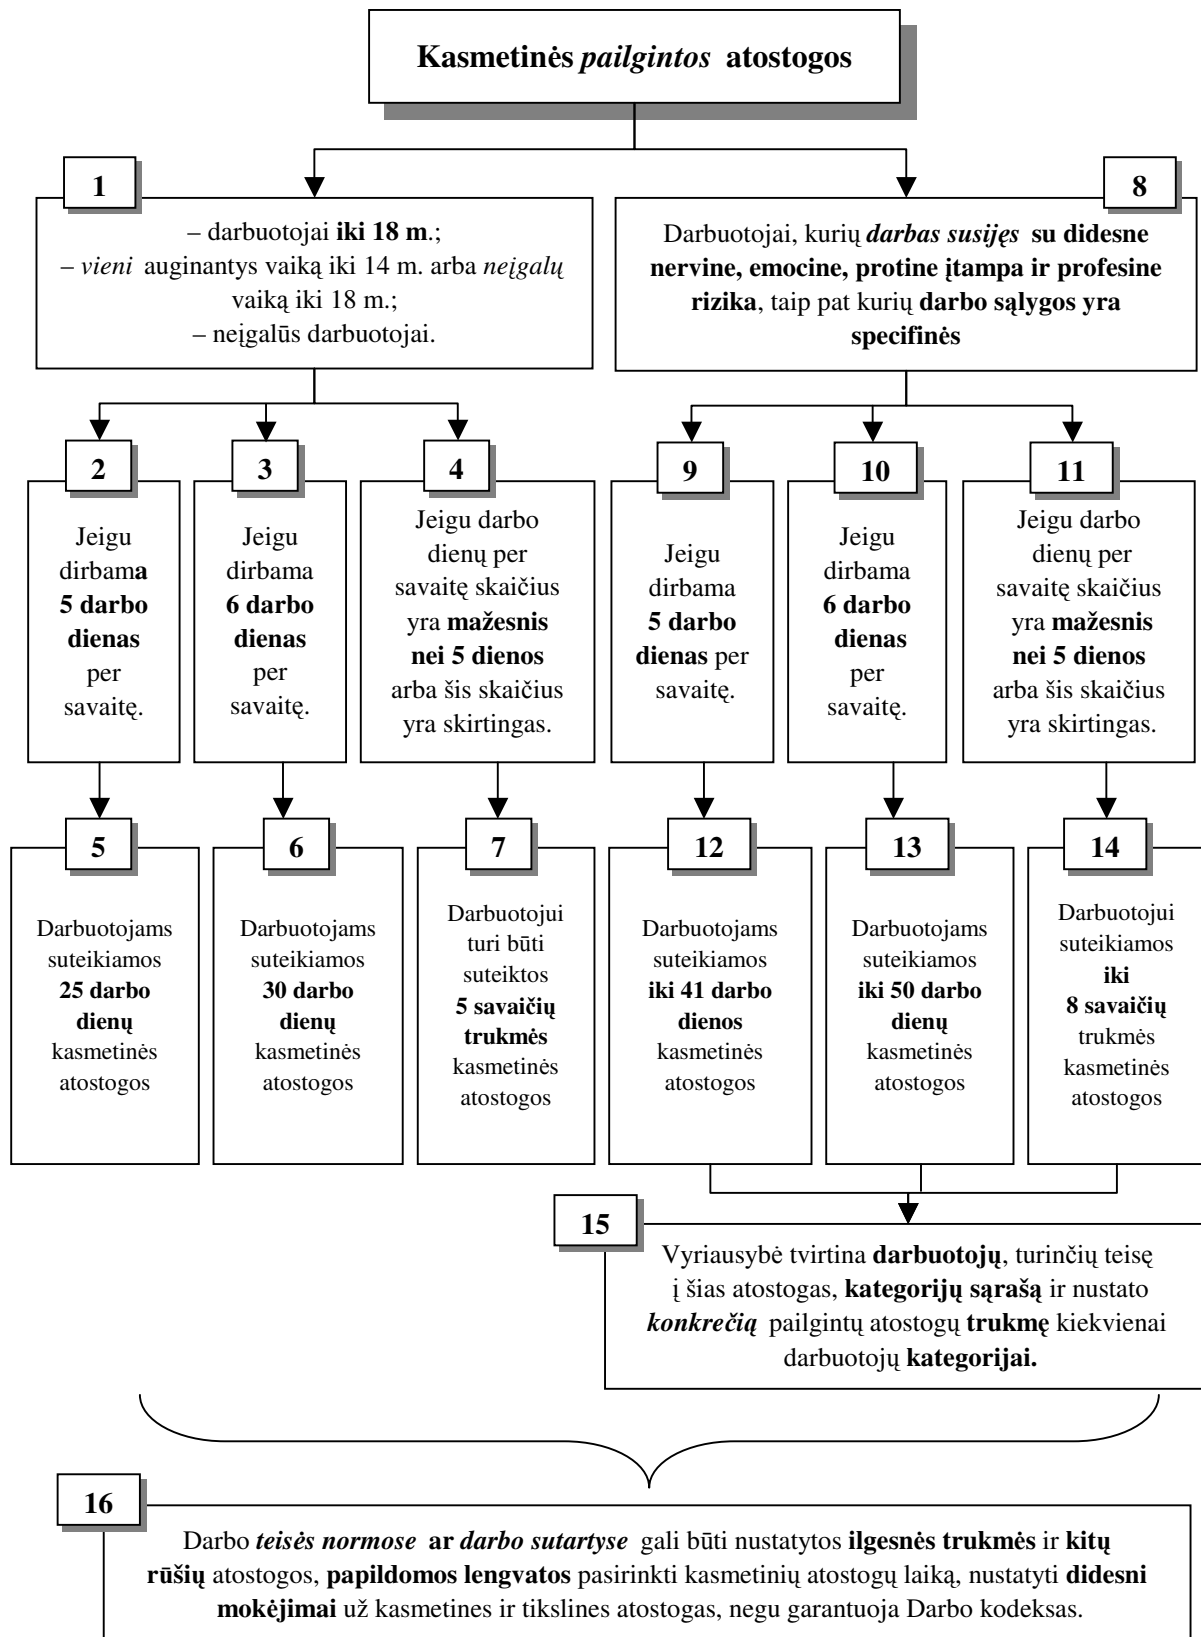 Kasmetinės pailgintos atostogos
1
– darbuotojai iki 18 m.;
– vieni auginantys vaiką iki 14 m. arba neįgalų
vaiką iki 18 m.;
– neįgalūs darbuotojai.
8
Darbuotojai, kurių darbas susijęs su didesne
nervine, emocine, protine įtampa ir profesine
rizika, taip pat kurių darbo sąlygos yra
specifinės
2
Jeigu
dirbama
5 darbo
dienas
per
savaitę.
3
Jeigu
dirbama
6 darbo
dienas
per
savaitę.
4
Jeigu darbo
dienų per
savaitę skaičius
yra mažesnis
nei 5 dienos
arba šis skaičius
yra skirtingas.
9
Jeigu
dirbama
5 darbo
dienas per
savaitę.
10
Jeigu
dirbama
6 darbo
dienas
per
savaitę.
11
Jeigu darbo
dienų per
savaitę skaičius
yra mažesnis
nei 5 dienos
arba šis skaičius
yra skirtingas.
5
Darbuotojams
suteikiamos
25 darbo
dienų
kasmetinės
atostogos
6
Darbuotojams
suteikiamos
30 darbo
dienų
kasmetinės
atostogos
7
Darbuotojui
turi būti
suteiktos
5 savaičių
trukmės
kasmetinės
atostogos
12
Darbuotojams
suteikiamos
iki 41 darbo
dienos
kasmetinės
atostogos
13
Darbuotojams
suteikiamos
iki 50 darbo
dienų
kasmetinės
atostogos
14
Darbuotojui
suteikiamos
iki
8 savaičių
trukmės
kasmetinės
atostogos
15
Vyriausybė tvirtina darbuotojų, turinčių teisę
į šias atostogas, kategorijų sąrašą ir nustato
konkrečią pailgintų atostogų trukmę kiekvienai
darbuotojų kategorijai.
16
Darbo teisės normose ar darbo sutartyse gali būti nustatytos ilgesnės trukmės ir kitų
rūšių atostogos, papildomos lengvatos pasirinkti kasmetinių atostogų laiką, nustatyti didesni
mokėjimai už kasmetines ir tikslines atostogas, negu garantuoja Darbo kodeksas.